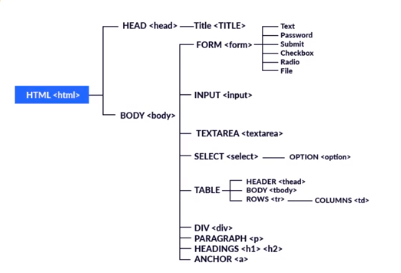 HEAD <head>
Title <TITLE>
FORM <form>
Text
Password
Submit
Checkbox
Radio
File
HTML <html>
INPUT <input>
BODY <body>
TEXTAREA <textarea>
SELECT <select>
OPTION <option>
TABLE
HEADER <thead>
BODY <tbody>
ROWS <tr>
COLUMNS <td>
DIV <div>
PARAGRAPH <p>
HEADINGS <h1> <h2>
ANCHOR <a>